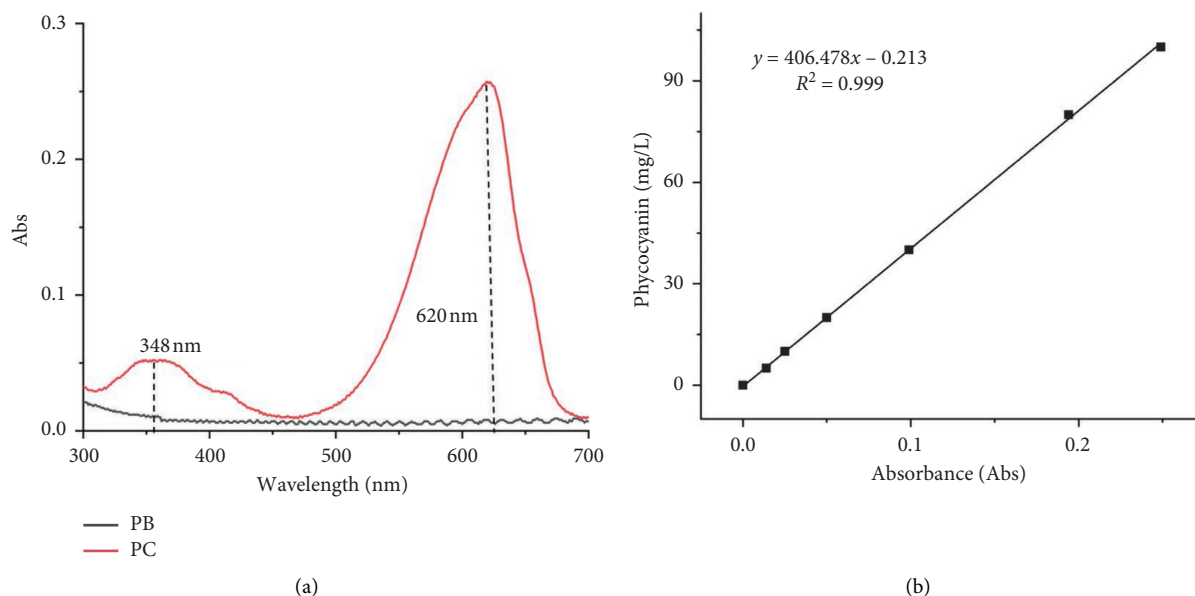 0.3
0.2
Abs
0.1
0.0
348 nm
620 nm
300
400
500
600
700
Wavelength (nm)
PB
PC
(a)
y = 406.478x – 0.213
R² = 0.999
90
60
30
0
Phycocyanin (mg/L)
0.0
0.1
0.2
Absorbance (Abs)
(b)